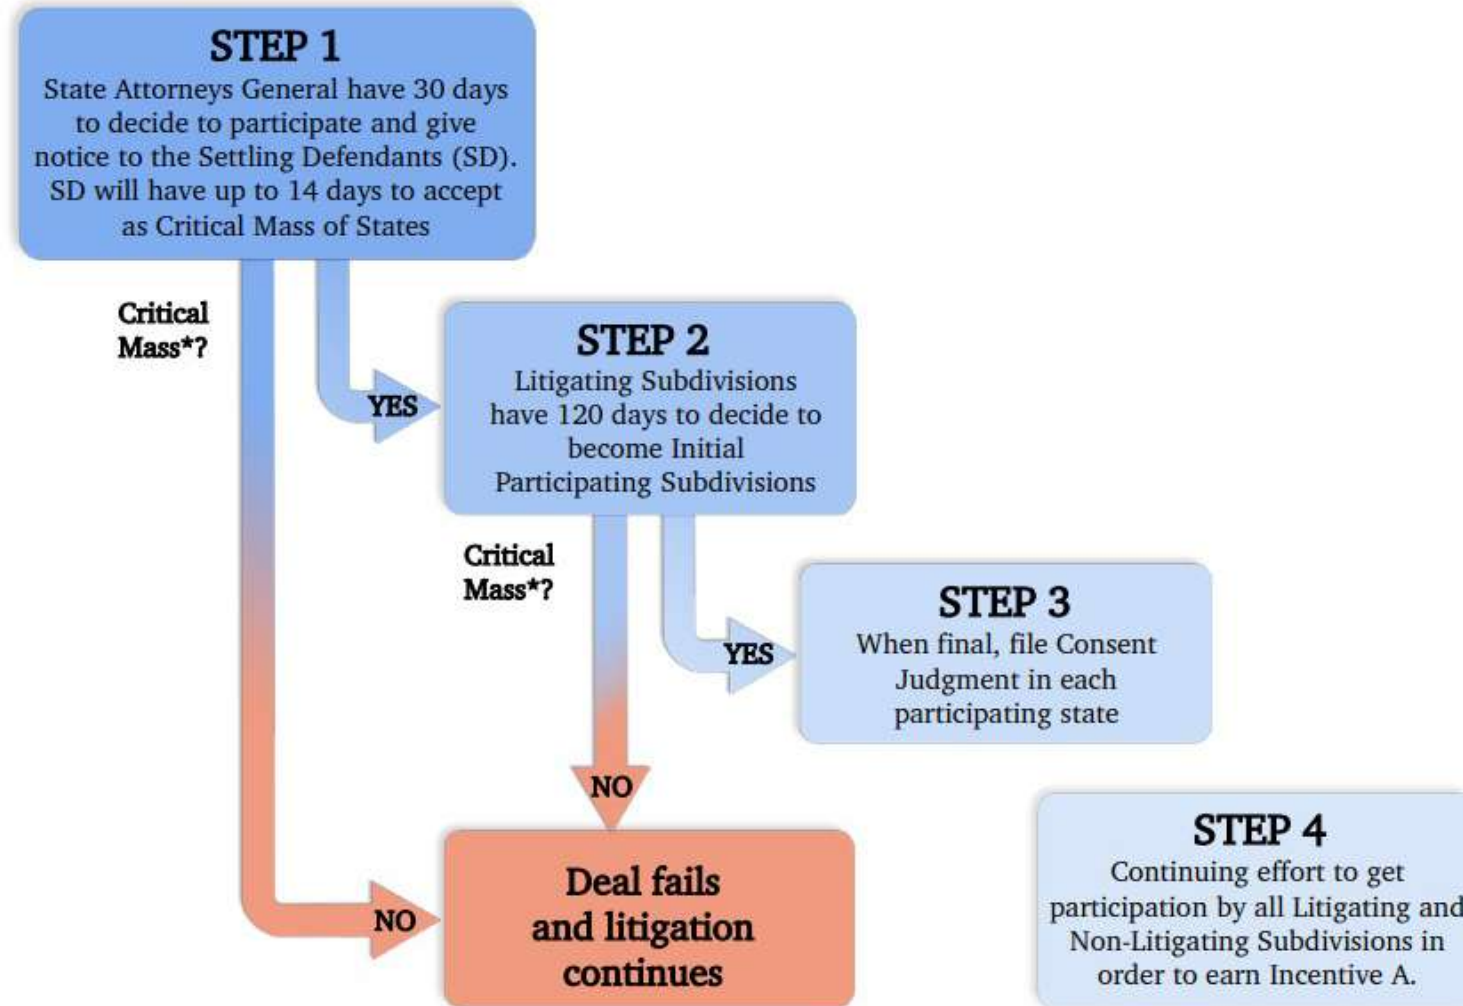 STEP 1
State Attorneys General have 30 days
to decide to participate and give
notice to the Settling Defendants (SD).
SD will have up to 14 days to accept
as Critical Mass of States
Critical
Mass*?
YES
STEP 2
Litigating Subdivisions
have 120 days to decide to
become Initial
Participating Subdivisions
Critical
Mass*?
YES
STEP 3
When final, file Consent
Judgment in each
participating state
NO
NO
Deal fails
and litigation
continues
STEP 4
Continuing effort to get
participation by all Litigating and
Non-Litigating Subdivisions in
order to earn Incentive A.